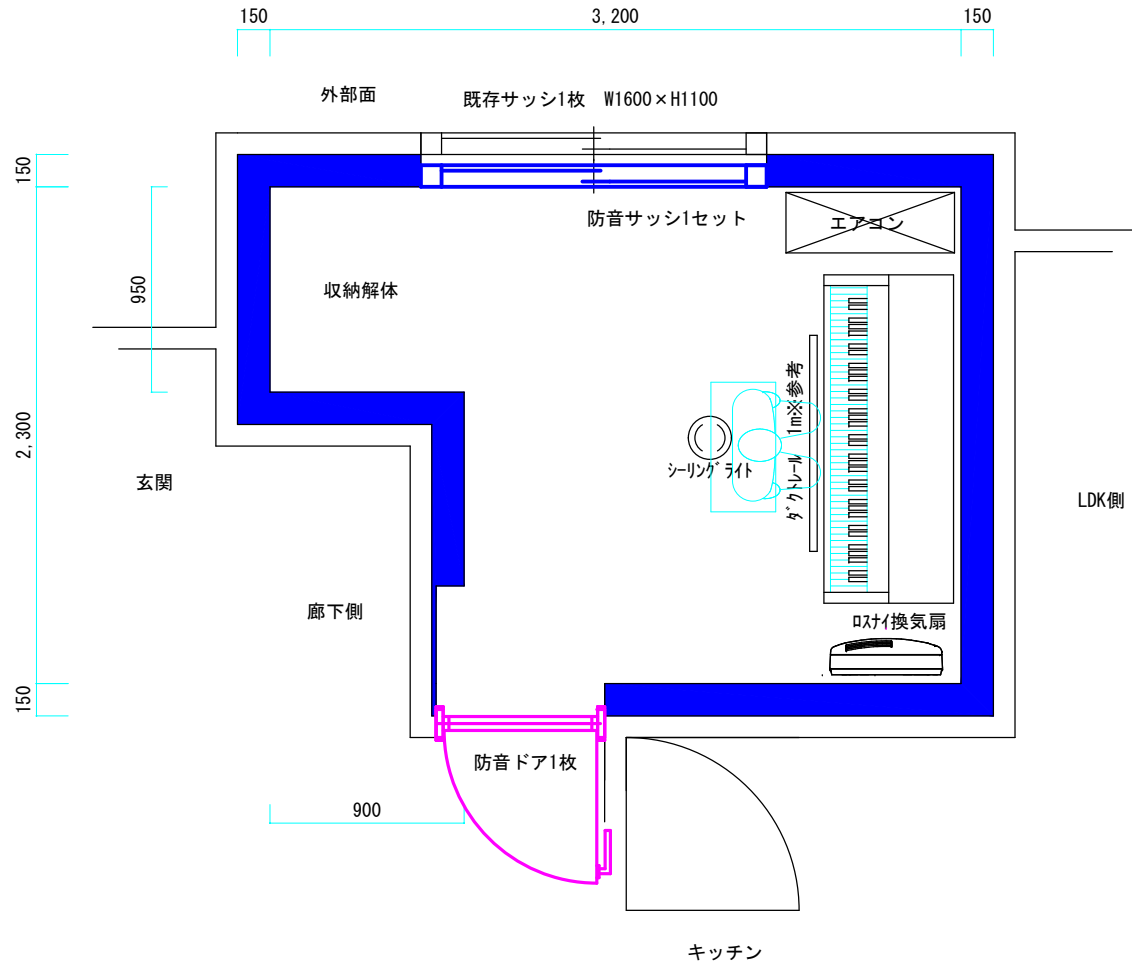 150
3,200
150
外部面
既存サッシ1枚 W1600×H1100
150
防音サッシ1セット
エアコン
950
収納解体
ダクトレール 1m※参考
2,300
シーリングライト
玄関
LDK側
廊下側
ロスナイ換気扇
150
防音ドア1枚
900
キッチン